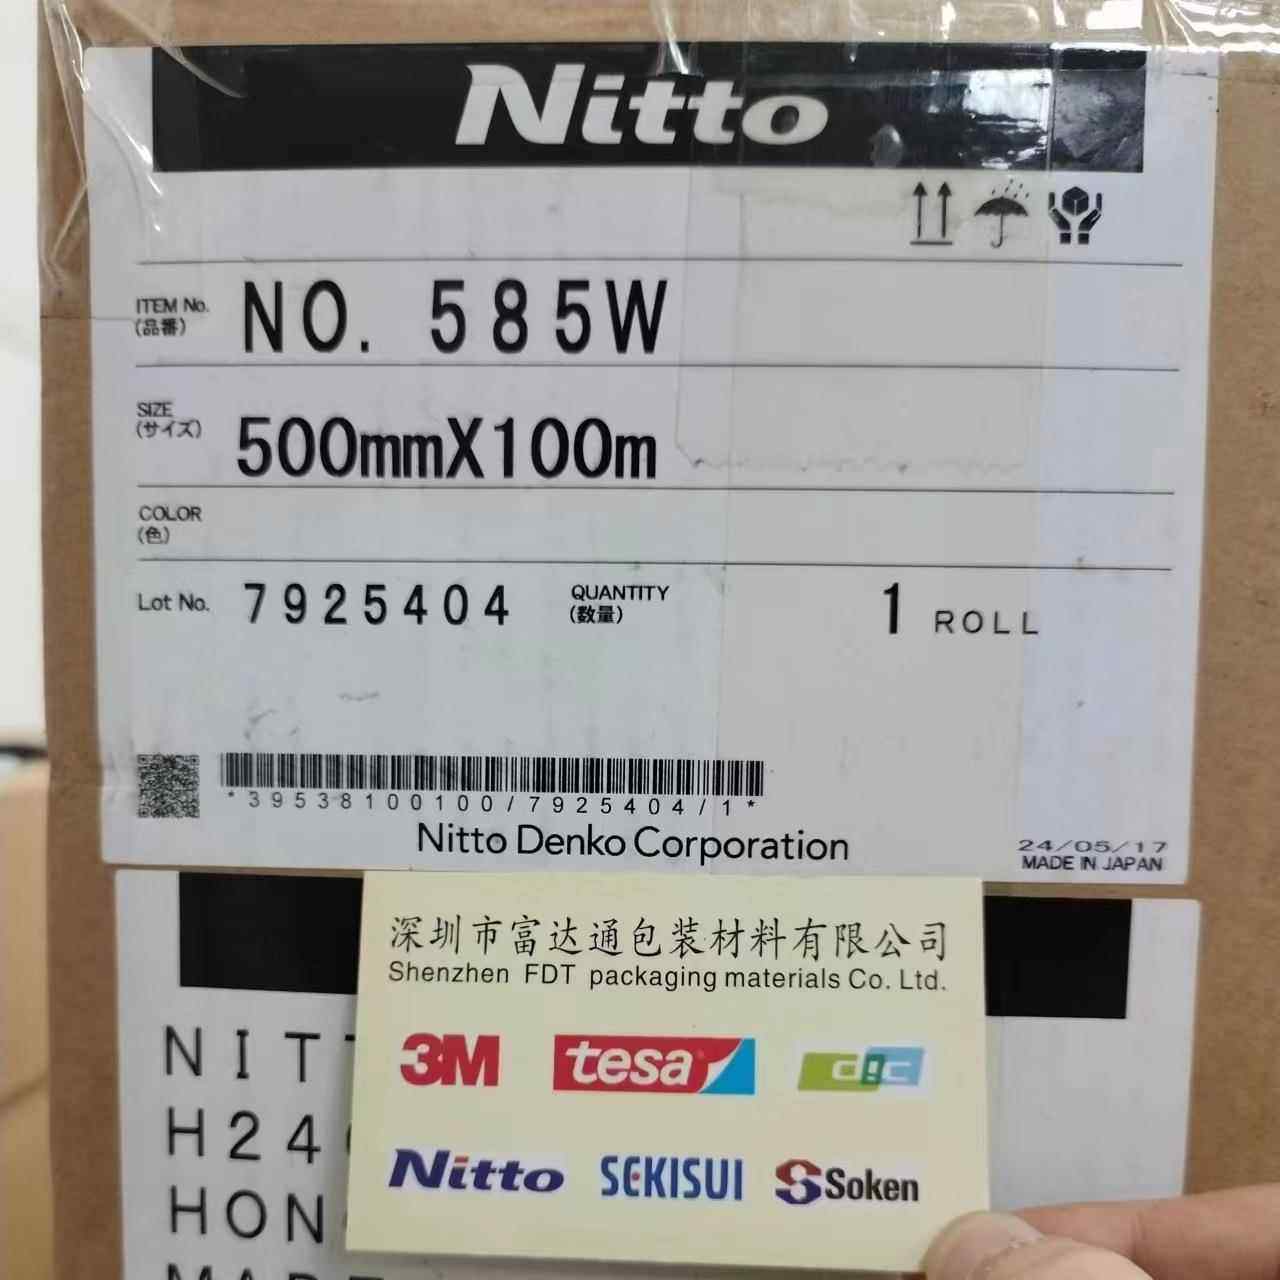 Nitto
ITEM No.
(品番)
NO. 585W
SIZE
(サイズ)
500mmX100m
COLOR
(色)
Lot No. 7925404
QUANTITY
(数量)
1 ROLL
*39538100100/7925404/1*
Nitto Denko Corporation
24/05/17
MADE IN JAPAN
深圳市富达通包装材料有限公司
Shenzhen FDT packaging materials Co. Ltd.
3M tesa dic
Nitto SEKISUI Soken
NIT
H24
HON